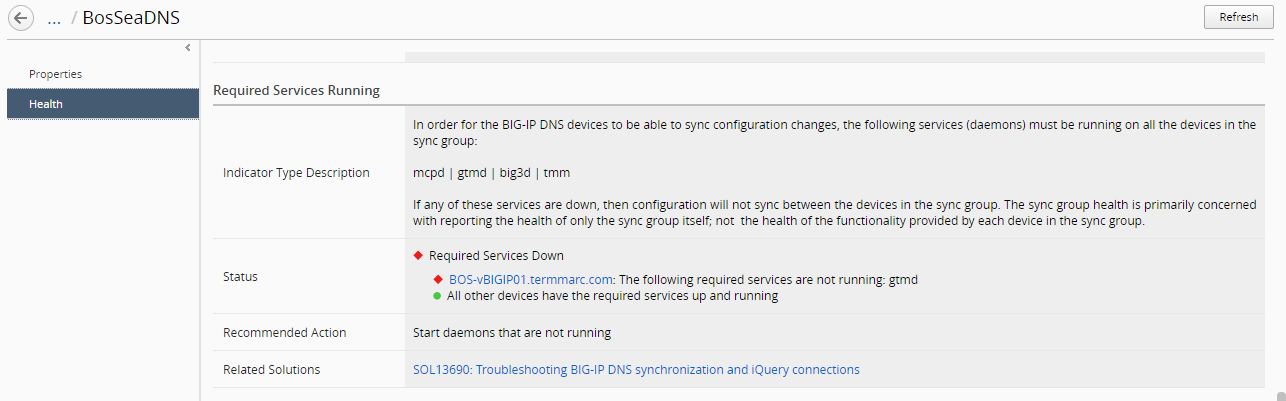 ... / BosSeaDNS
Refresh
Properties
Health
Required Services Running
Indicator Type Description
In order for the BIG-IP DNS devices to be able to sync configuration changes, the following services (daemons) must be running on all the devices in the
sync group:
mcpd | gtmd | big3d | tmm
If any of these services are down, then configuration will not sync between the devices in the sync group. The sync group health is primarily concerned
with reporting the health of only the sync group itself; not the health of the functionality provided by each device in the sync group.
Status
Required Services Down
BOS-vBIGIP01.termmarc.com: The following required services are not running: gtmd
All other devices have the required services up and running
Recommended Action
Start daemons that are not running
Related Solutions
SOL13690: Troubleshooting BIG-IP DNS synchronization and iQuery connections